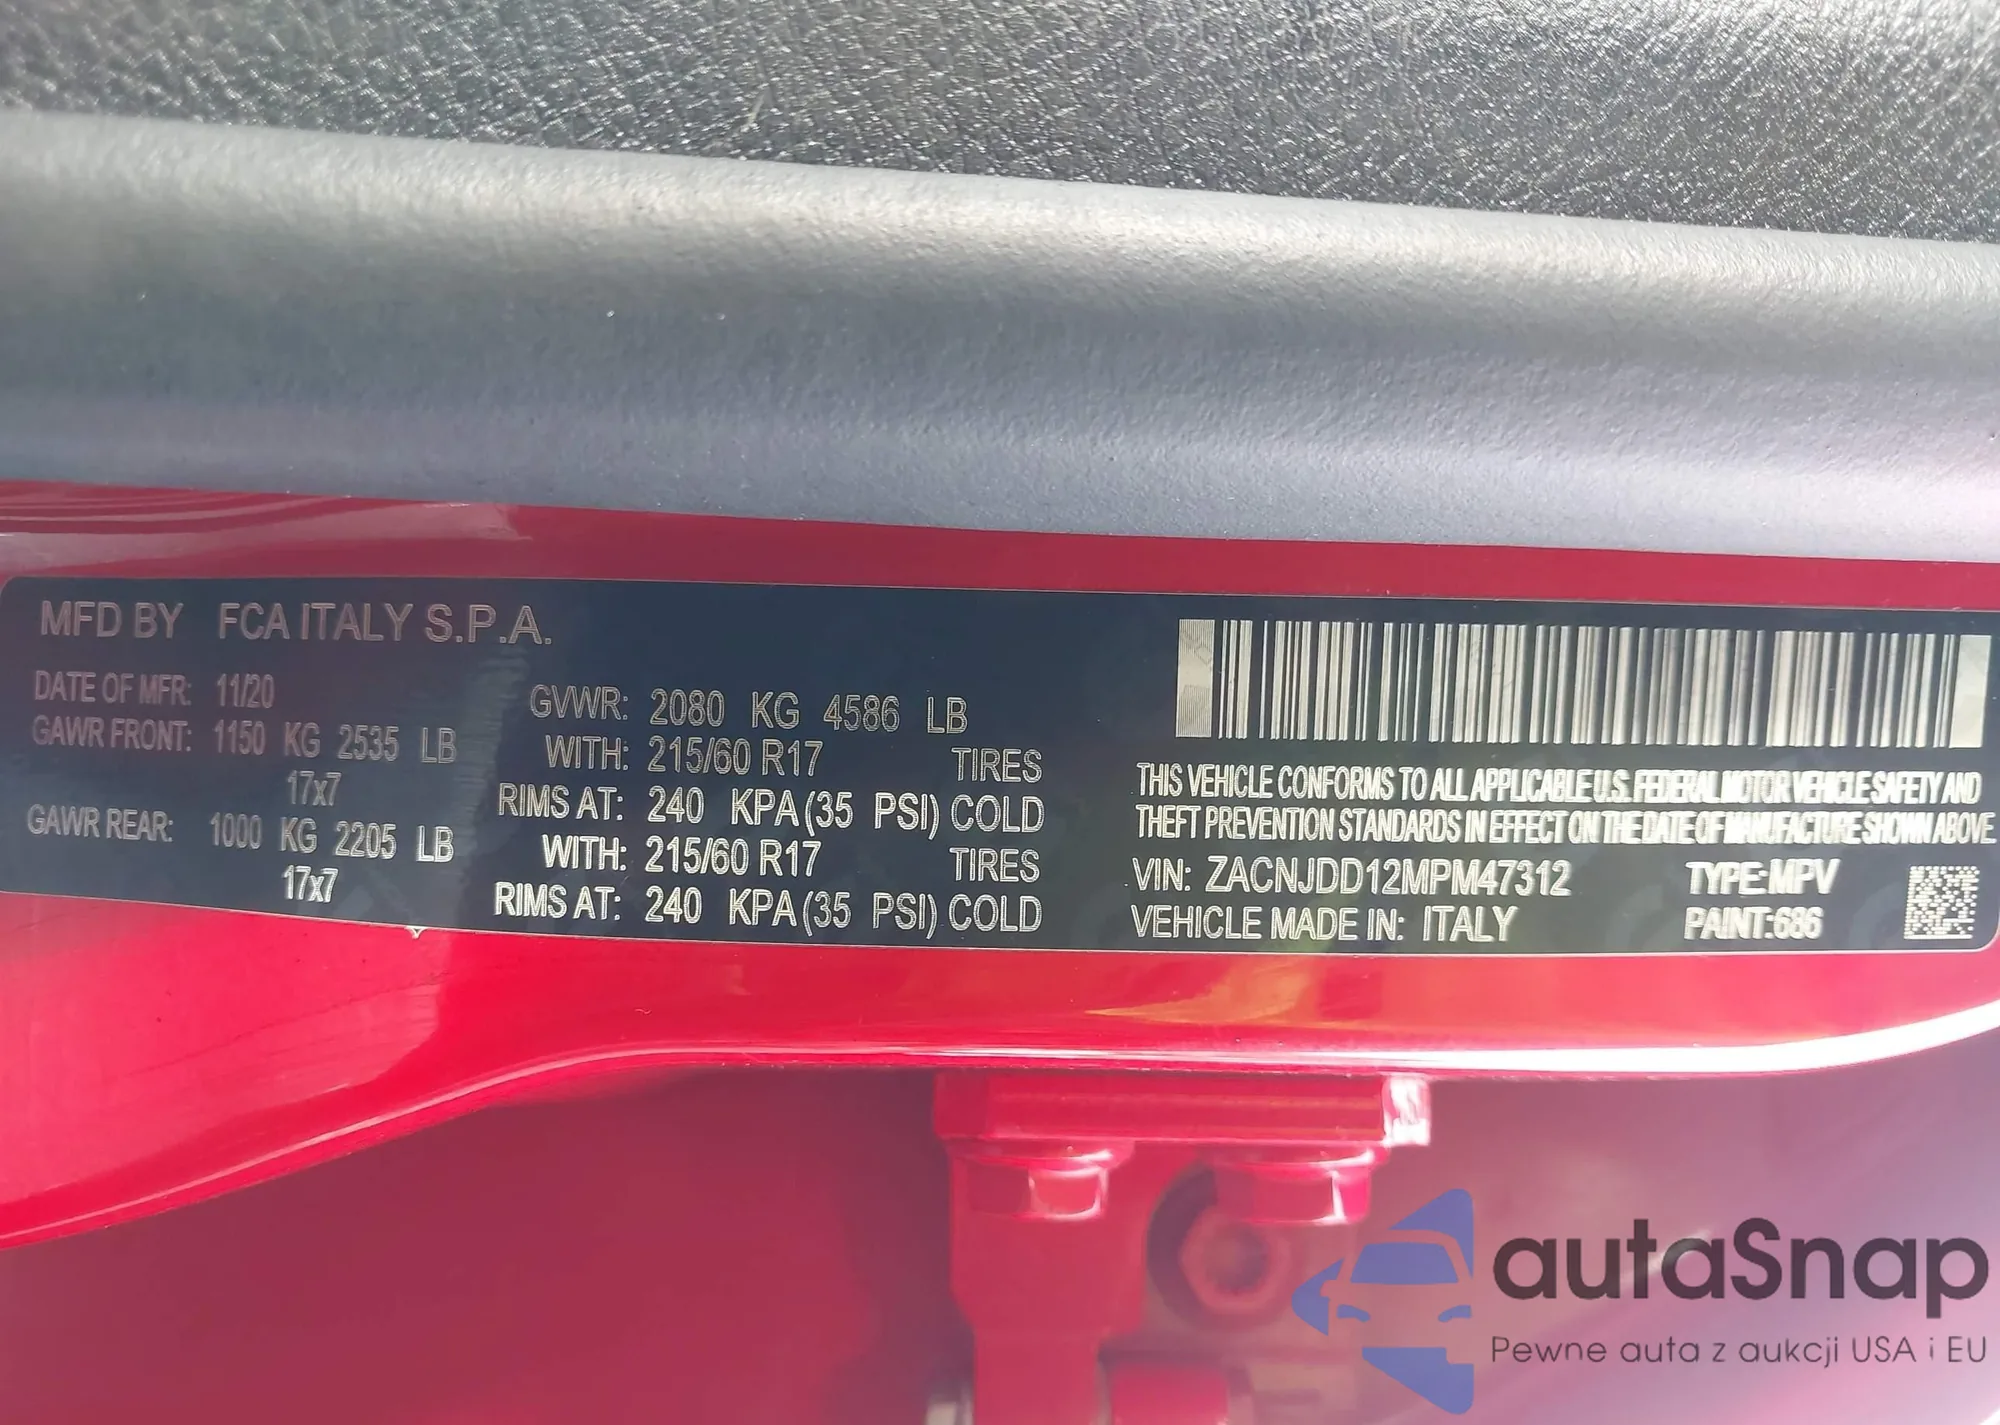 MFD BY FCA ITALY S.P.A.
DATE OF MFR: 11/20
GAWR FRONT: 1150 KG 2535 LB
17x7
GAWR REAR: 1000 KG 2205 LB
17x7
GVWR: 2080 KG 4586 LB
WITH: 215/60 R17 TIRES
RIMS AT: 240 KPA (35 PSI) COLD
WITH: 215/60 R17 TIRES
RIMS AT: 240 KPA (35 PSI) COLD
THIS VEHICLE CONFORMS TO ALL APPLICABLE U.S. FEDERAL MOTOR VEHICLE SAFETY AND
THEFT PREVENTION STANDARDS IN EFFECT ON THE DATE OF MANUFACTURE SHOWN ABOVE.
VIN: ZACNJDD12MPM47312 TYPE:MPV
VEHICLE MADE IN: ITALY PAINT:686
autaSnap
Pewne auta z aukcji USA i EU